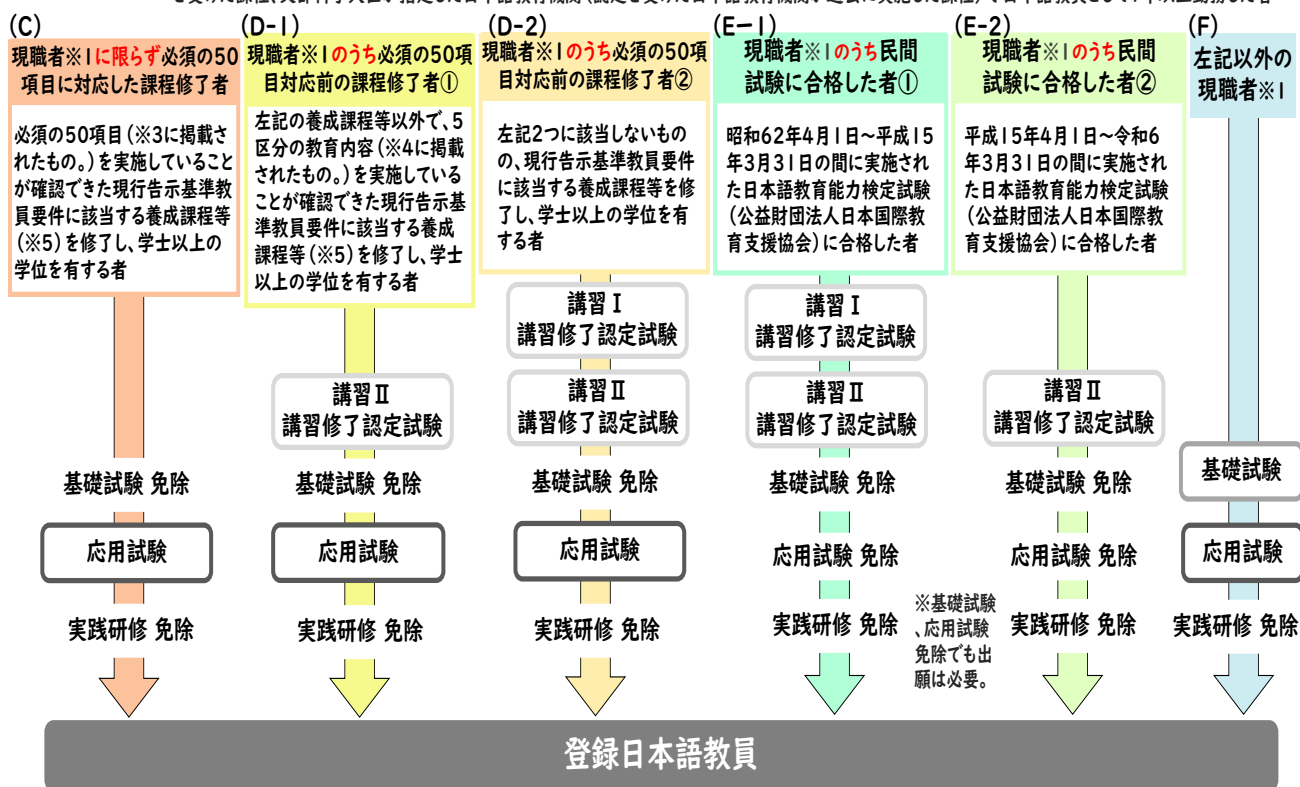 (C)
現職者※1に限らず必須の50
項目に対応した課程修了者
必須の50項目(※3に掲載さ
れたもの。)を実施していること
が確認できた現行告示基準教
員要件に該当する養成課程等
(※5)を修了し、学士以上の
学位を有する者
基礎試験 免除
応用試験
実践研修 免除
(D-1)
現職者※1のうち必須の50項
目対応前の課程修了者①
左記の養成課程等以外で、5
区分の教育内容(※4に掲載
されたもの。)を実施している
ことが確認できた現行告示基
準教員要件に該当する養成
課程等(※5)を修了し、学士
以上の学位を有する者
講習Ⅱ
講習修了認定試験
基礎試験 免除
応用試験
実践研修 免除
(D-2)
現職者※1のうち必須の50項
目対応前の課程修了者②
左記2つに該当しないもの
の、現行告示基準教員要件
に該当する養成課程等を修
了し、学士以上の学位を有
する者
講習Ⅰ
講習修了認定試験
講習Ⅱ
講習修了認定試験
基礎試験 免除
応用試験
実践研修 免除
(E-1)
現職者※1のうち民間
試験に合格した者①
昭和62年4月1日~平成15
年3月31日の間に実施され
た日本語教育能力検定試験
(公益財団法人日本国際教
育支援協会)に合格した者
講習Ⅰ
講習修了認定試験
講習Ⅱ
講習修了認定試験
基礎試験 免除
応用試験 免除
実践研修 免除
※基礎試験
、応用試験
免除でも出
願は必要。
(E-2)
現職者※1のうち民間
試験に合格した者②
平成15年4月1日~令和6
年3月31日の間に実施され
た日本語教育能力検定試験
(公益財団法人日本国際教
育支援協会)に合格した者
講習Ⅱ
講習修了認定試験
基礎試験 免除
応用試験 免除
実践研修 免除
(F)
左記以外の
現職者※1
基礎試験
応用試験
実践研修 免除
登録日本語教員